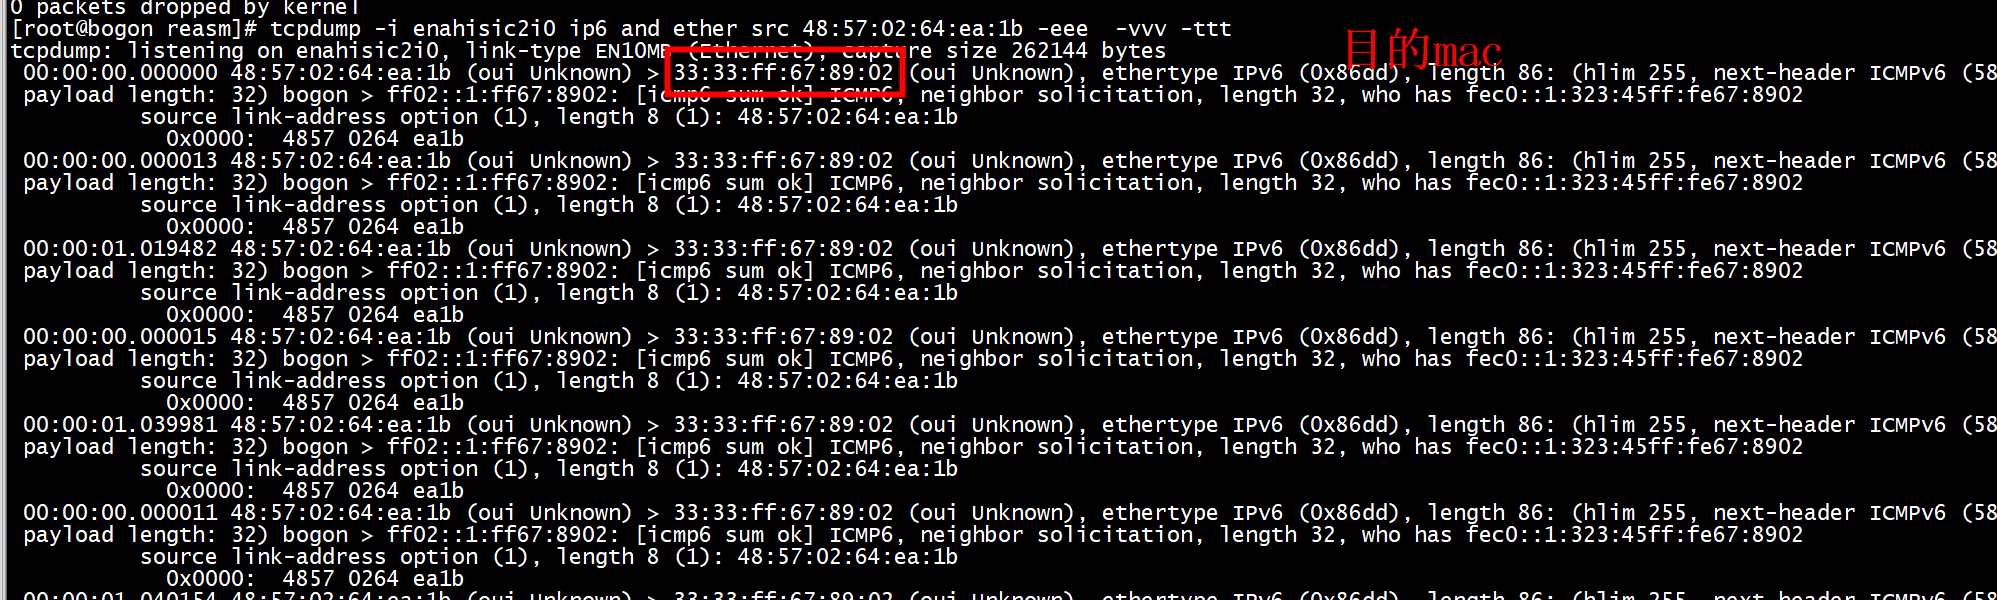 0 packets dropped by kernel
[root@bogon reasm]# tcpdump -i enahisic2i0 ip6 and ether src 48:57:02:64:ea:1b -eee  -vvv -ttt
目的mac
tcpdump: listening on enahisic2i0, link-type EN10MB (Ethernet), capture size 262144 bytes
00:00:00.000000 48:57:02:64:ea:1b (oui Unknown) > 33:33:ff:67:89:02 (oui Unknown), ethertype IPv6 (0x86dd), length 86: (hlim 255, next-header ICMPv6 (58
payload length: 32) bogon > ff02::1:ff67:8902: [icmp6 sum ok] ICMP6, neighbor solicitation, length 32, who has fec0::1:323:45ff:fe67:8902
source link-address option (1), length 8 (1): 48:57:02:64:ea:1b
0x0000:  4857 0264 ea1b
00:00:00.000013 48:57:02:64:ea:1b (oui Unknown) > 33:33:ff:67:89:02 (oui Unknown), ethertype IPv6 (0x86dd), length 86: (hlim 255, next-header ICMPv6 (58
payload length: 32) bogon > ff02::1:ff67:8902: [icmp6 sum ok] ICMP6, neighbor solicitation, length 32, who has fec0::1:323:45ff:fe67:8902
source link-address option (1), length 8 (1): 48:57:02:64:ea:1b
0x0000:  4857 0264 ea1b
00:00:01.019482 48:57:02:64:ea:1b (oui Unknown) > 33:33:ff:67:89:02 (oui Unknown), ethertype IPv6 (0x86dd), length 86: (hlim 255, next-header ICMPv6 (58
payload length: 32) bogon > ff02::1:ff67:8902: [icmp6 sum ok] ICMP6, neighbor solicitation, length 32, who has fec0::1:323:45ff:fe67:8902
source link-address option (1), length 8 (1): 48:57:02:64:ea:1b
0x0000:  4857 0264 ea1b
00:00:00.000015 48:57:02:64:ea:1b (oui Unknown) > 33:33:ff:67:89:02 (oui Unknown), ethertype IPv6 (0x86dd), length 86: (hlim 255, next-header ICMPv6 (58
payload length: 32) bogon > ff02::1:ff67:8902: [icmp6 sum ok] ICMP6, neighbor solicitation, length 32, who has fec0::1:323:45ff:fe67:8902
source link-address option (1), length 8 (1): 48:57:02:64:ea:1b
0x0000:  4857 0264 ea1b
00:00:01.039981 48:57:02:64:ea:1b (oui Unknown) > 33:33:ff:67:89:02 (oui Unknown), ethertype IPv6 (0x86dd), length 86: (hlim 255, next-header ICMPv6 (58
payload length: 32) bogon > ff02::1:ff67:8902: [icmp6 sum ok] ICMP6, neighbor solicitation, length 32, who has fec0::1:323:45ff:fe67:8902
source link-address option (1), length 8 (1): 48:57:02:64:ea:1b
0x0000:  4857 0264 ea1b
00:00:00.000011 48:57:02:64:ea:1b (oui Unknown) > 33:33:ff:67:89:02 (oui Unknown), ethertype IPv6 (0x86dd), length 86: (hlim 255, next-header ICMPv6 (58
payload length: 32) bogon > ff02::1:ff67:8902: [icmp6 sum ok] ICMP6, neighbor solicitation, length 32, who has fec0::1:323:45ff:fe67:8902
source link-address option (1), length 8 (1): 48:57:02:64:ea:1b
0x0000:  4857 0264 ea1b
00:00:01.040154 48:57:02:64:ea:1b (oui Unknown) > 33:33:ff:67:89:02 (oui Unknown), ethertype IPv6 (0x86dd), length 86: (hlim 255, next-header ICMPv6 (58